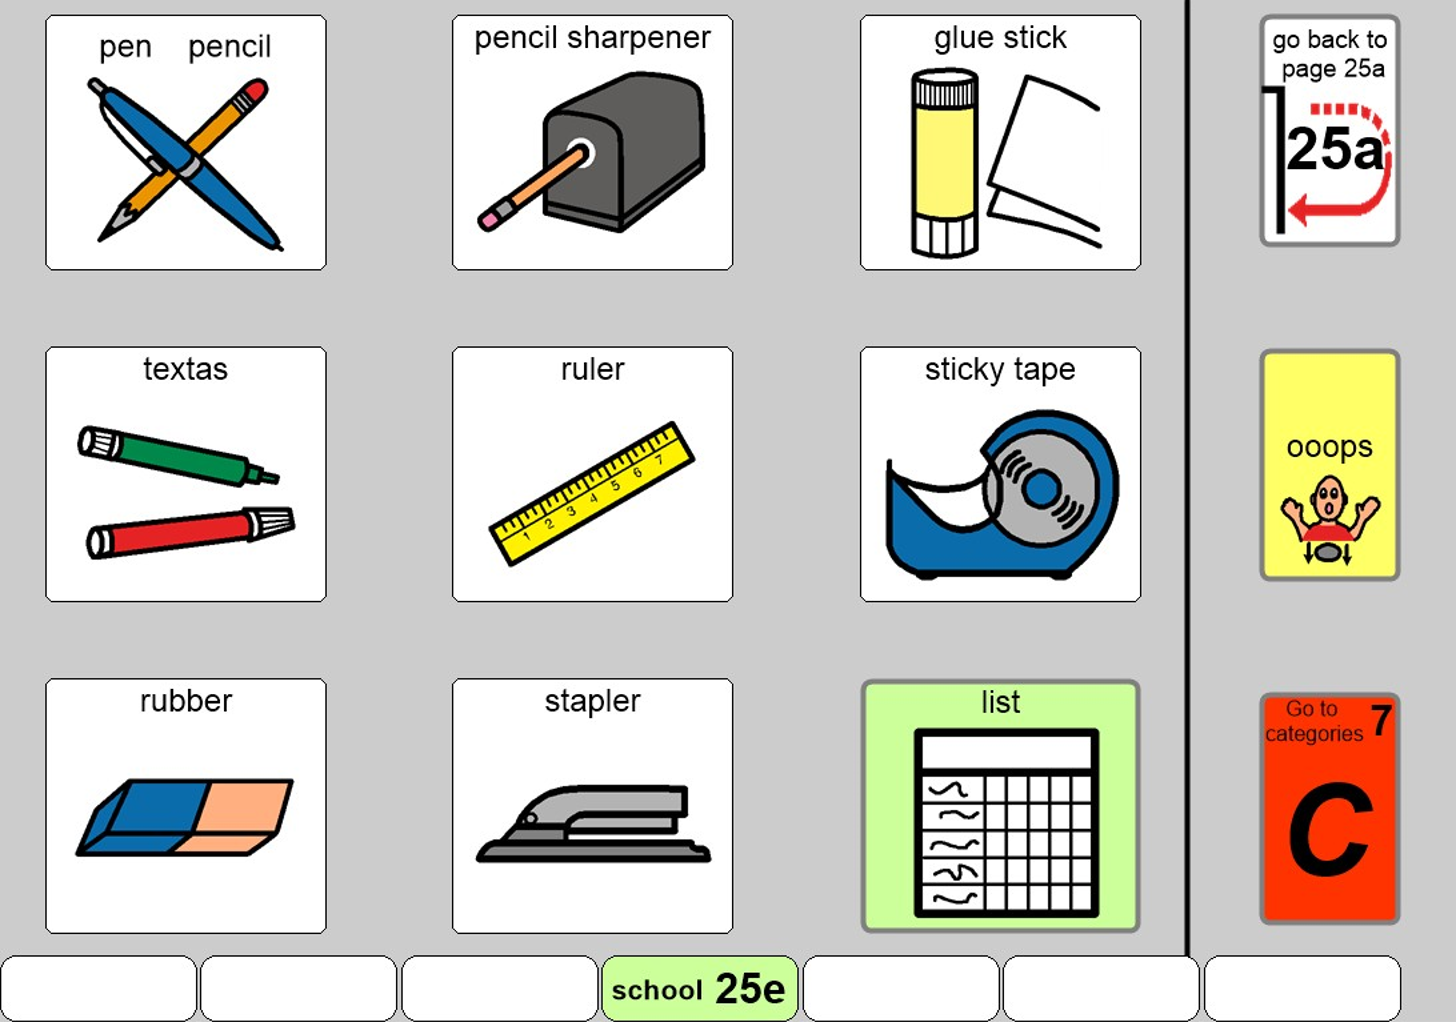 pen pencil
pencil sharpener
glue stick
go back to
page 25a
25a
textas
ruler
1 2 3 4 5 6 7
sticky tape
ooops
rubber
stapler
list
Go to
categories 7
C
school 25e